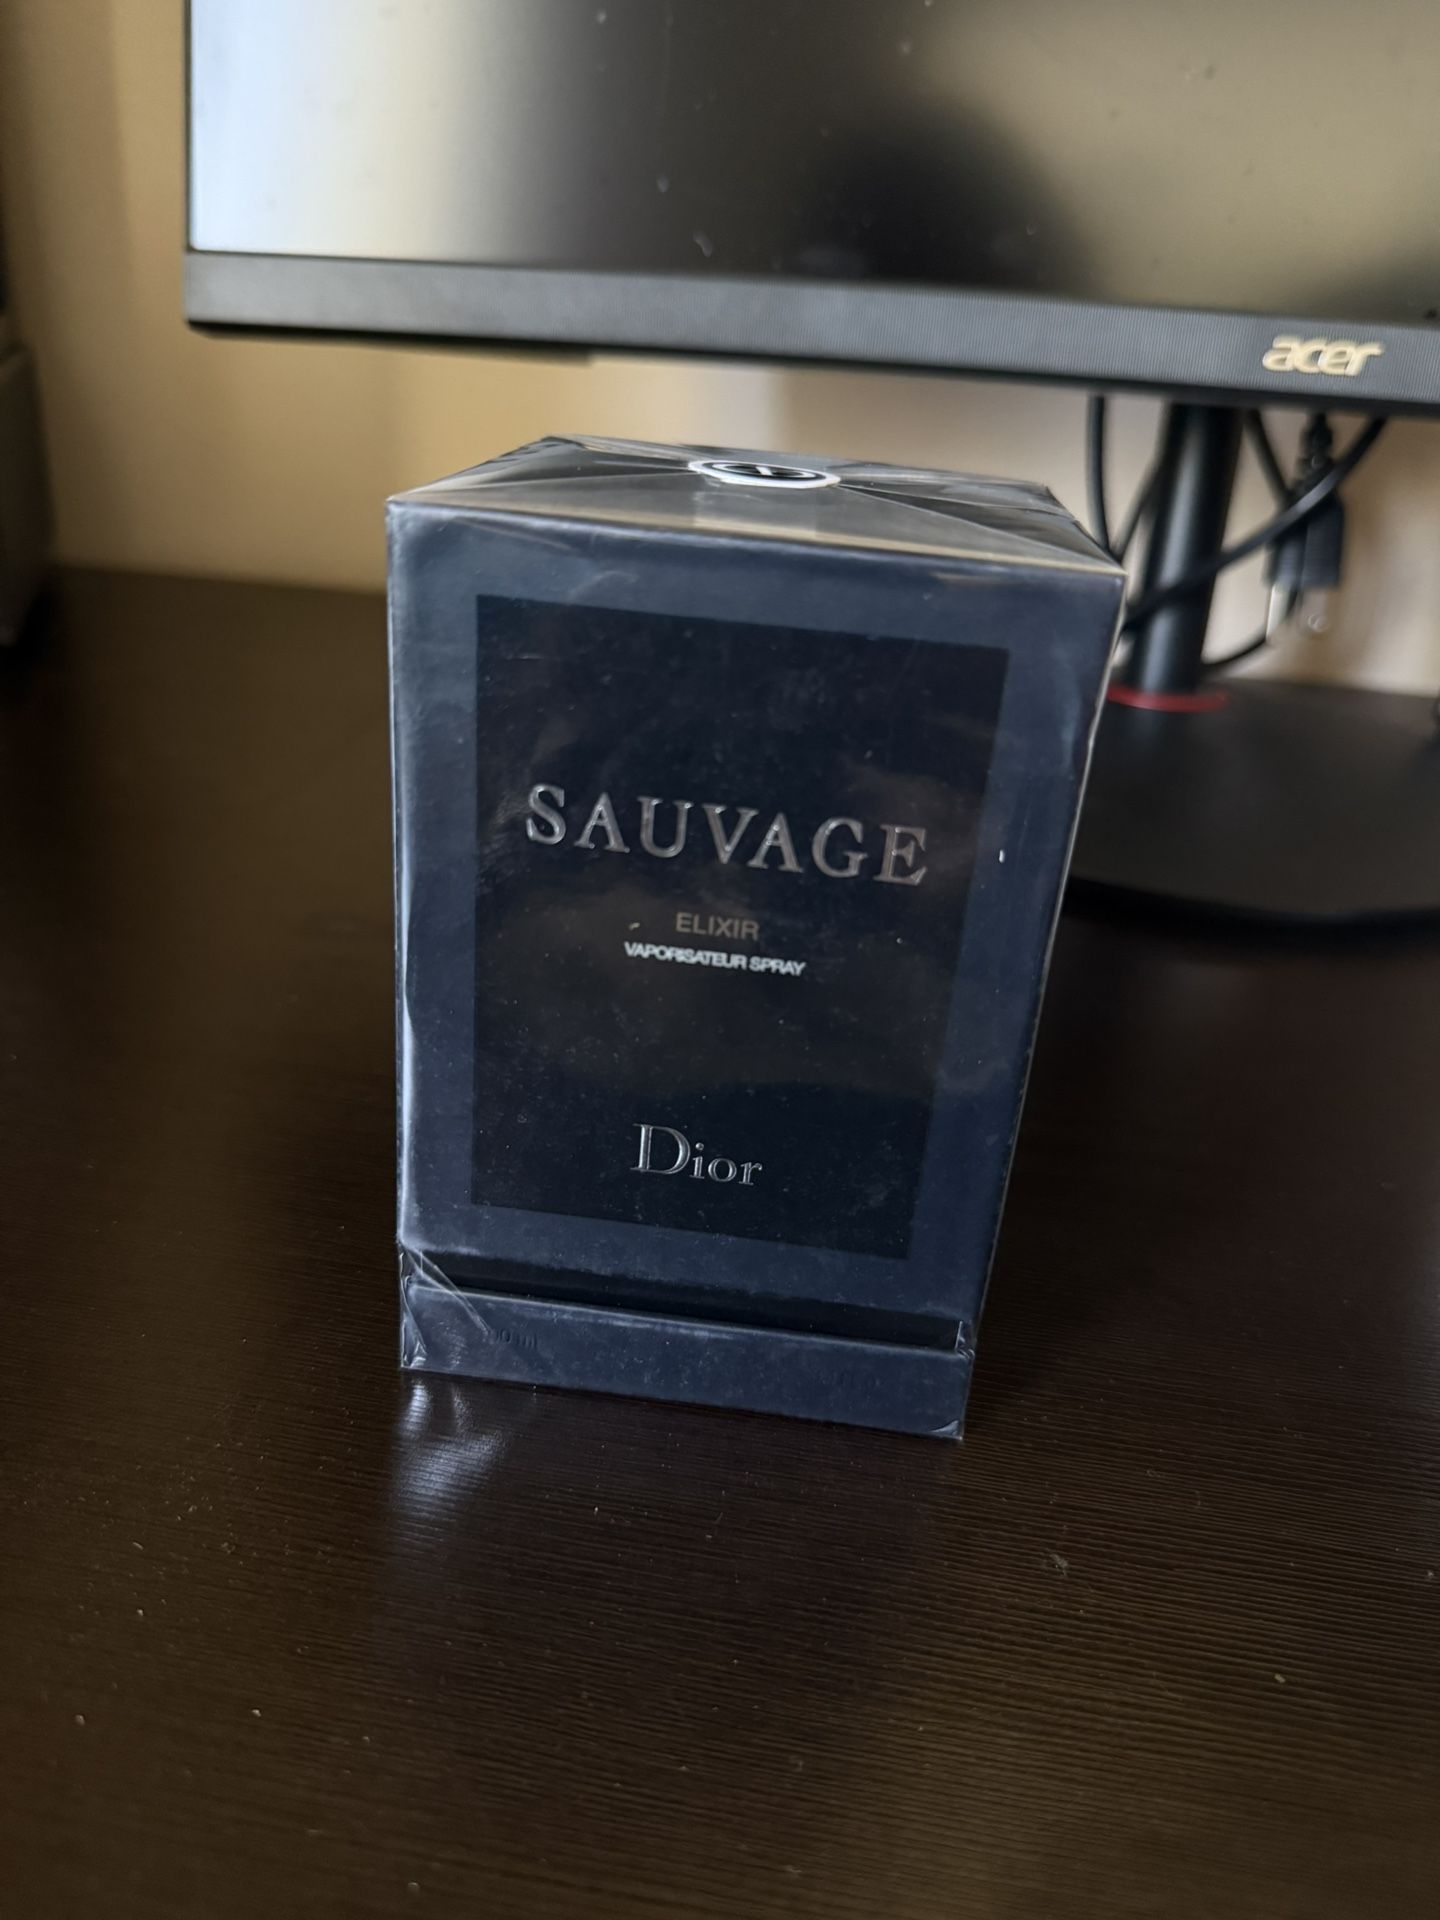 acer
SAUVAGE
ELIXIR
VAPORISATEUR SPRAY
Dior